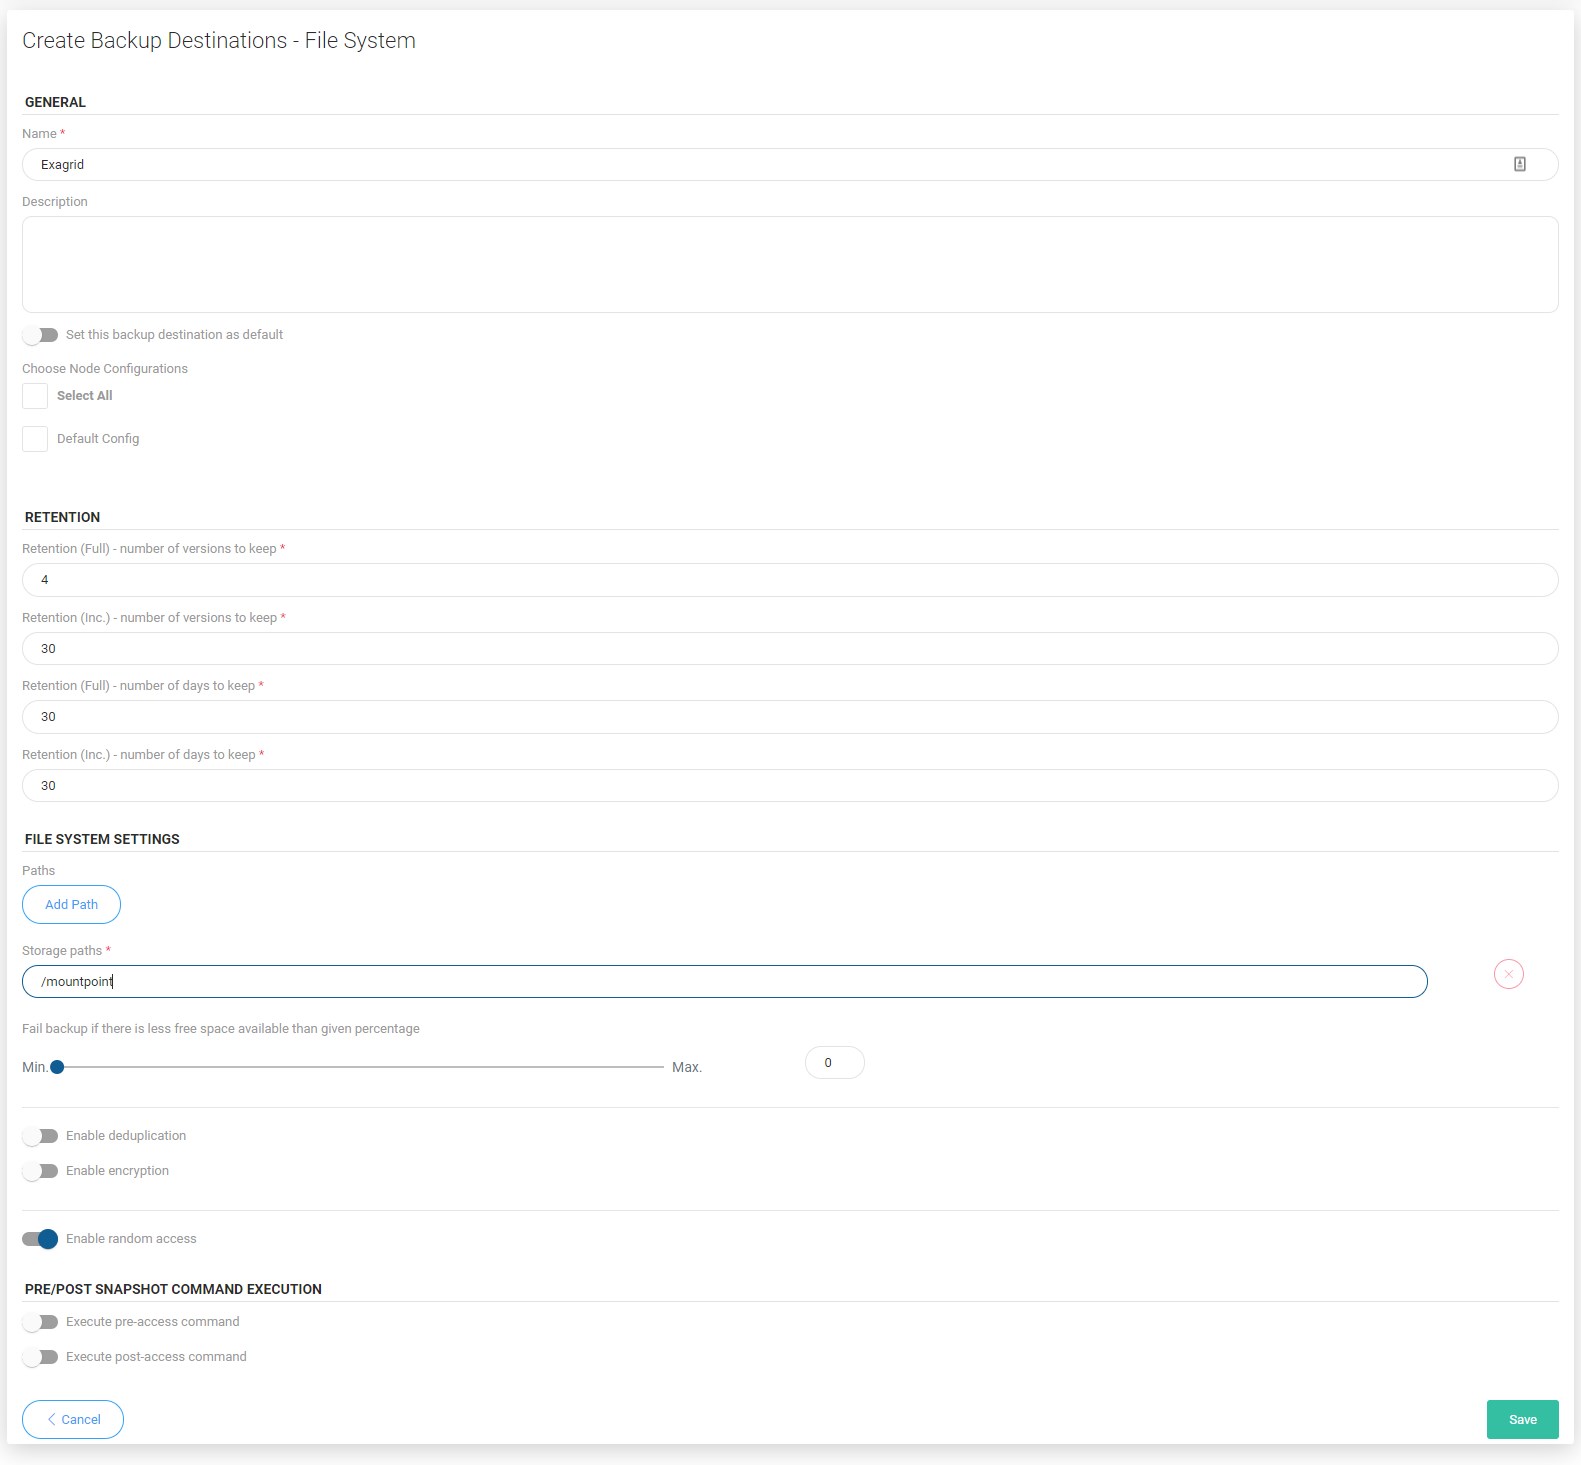 Create Backup Destinations - File System
GENERAL
Name *
Exagrid
Description
Set this backup destination as default
Choose Node Configurations
Select All
Default Config
RETENTION
Retention (Full) - number of versions to keep *
4
Retention (Inc.) - number of versions to keep *
30
Retention (Full) - number of days to keep *
30
Retention (Inc.) - number of days to keep *
30
FILE SYSTEM SETTINGS
Paths
Add Path
Storage paths *
/mountpoint
Fail backup if there is less free space available than given percentage
Min. Max. 0
Enable deduplication
Enable encryption
Enable random access
PRE/POST SNAPSHOT COMMAND EXECUTION
Execute pre-access command
Execute post-access command
Cancel Save